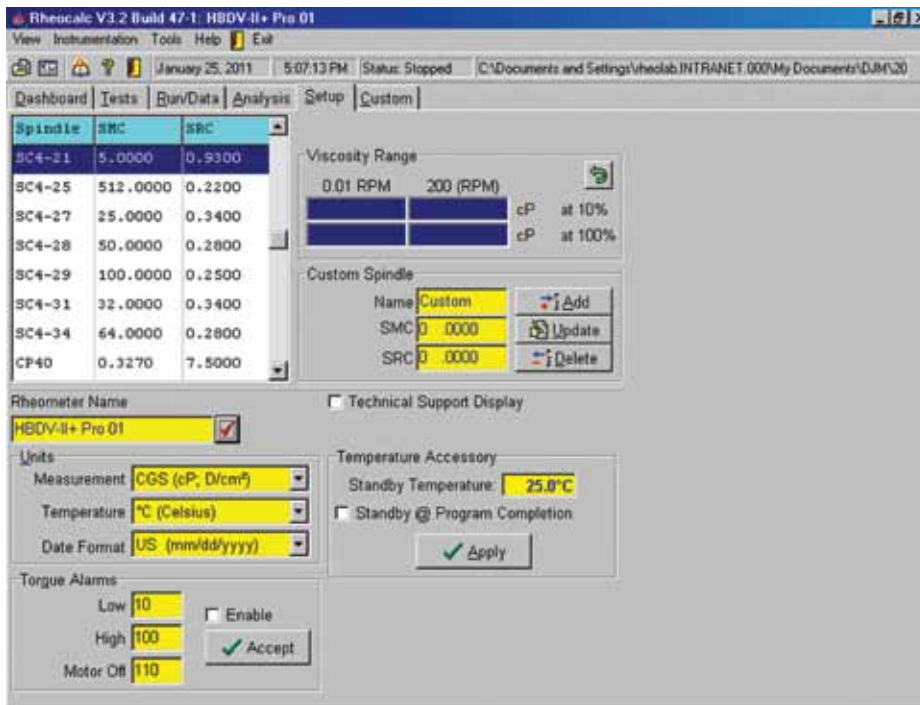 Rheocalc V3.2 Build 47-1: HBDV-II+ Pro 01
View Instrumentation Tools Help Exit
January 25, 2011 5:07:13 PM Status: Stopped C:\Documents and Settings\rheolab.INTRANET.000\My Documents\DJM\20
Dashboard Tests Run/Data Analysis Setup Custom
Spindle SMC SRC
SC4-21 5.0000 0.9300
SC4-25 512.0000 0.2200
SC4-27 25.0000 0.3400
SC4-28 50.0000 0.2800
SC4-29 100.0000 0.2500
SC4-31 32.0000 0.3400
SC4-34 64.0000 0.2800
CP40 0.3270 7.5000
Viscosity Range
0.01 RPM 200 (RPM)
cP at 10%
cP at 100%
Custom Spindle
Name Custom Add
SMC 0 .0000 Update
SRC 0 .0000 Delete
Rheometer Name
HBDV-II+ Pro 01
Technical Support Display
Units
Measurement CGS (cP; D/cm²)
Temperature °C (Celsius)
Date Format US (mm/dd/yyyy)
Temperature Accessory
Standby Temperature: 25.0°C
Standby @ Program Completion
Apply
Torque Alarms
Low 10
Enable
High 100
Accept
Motor Off 110